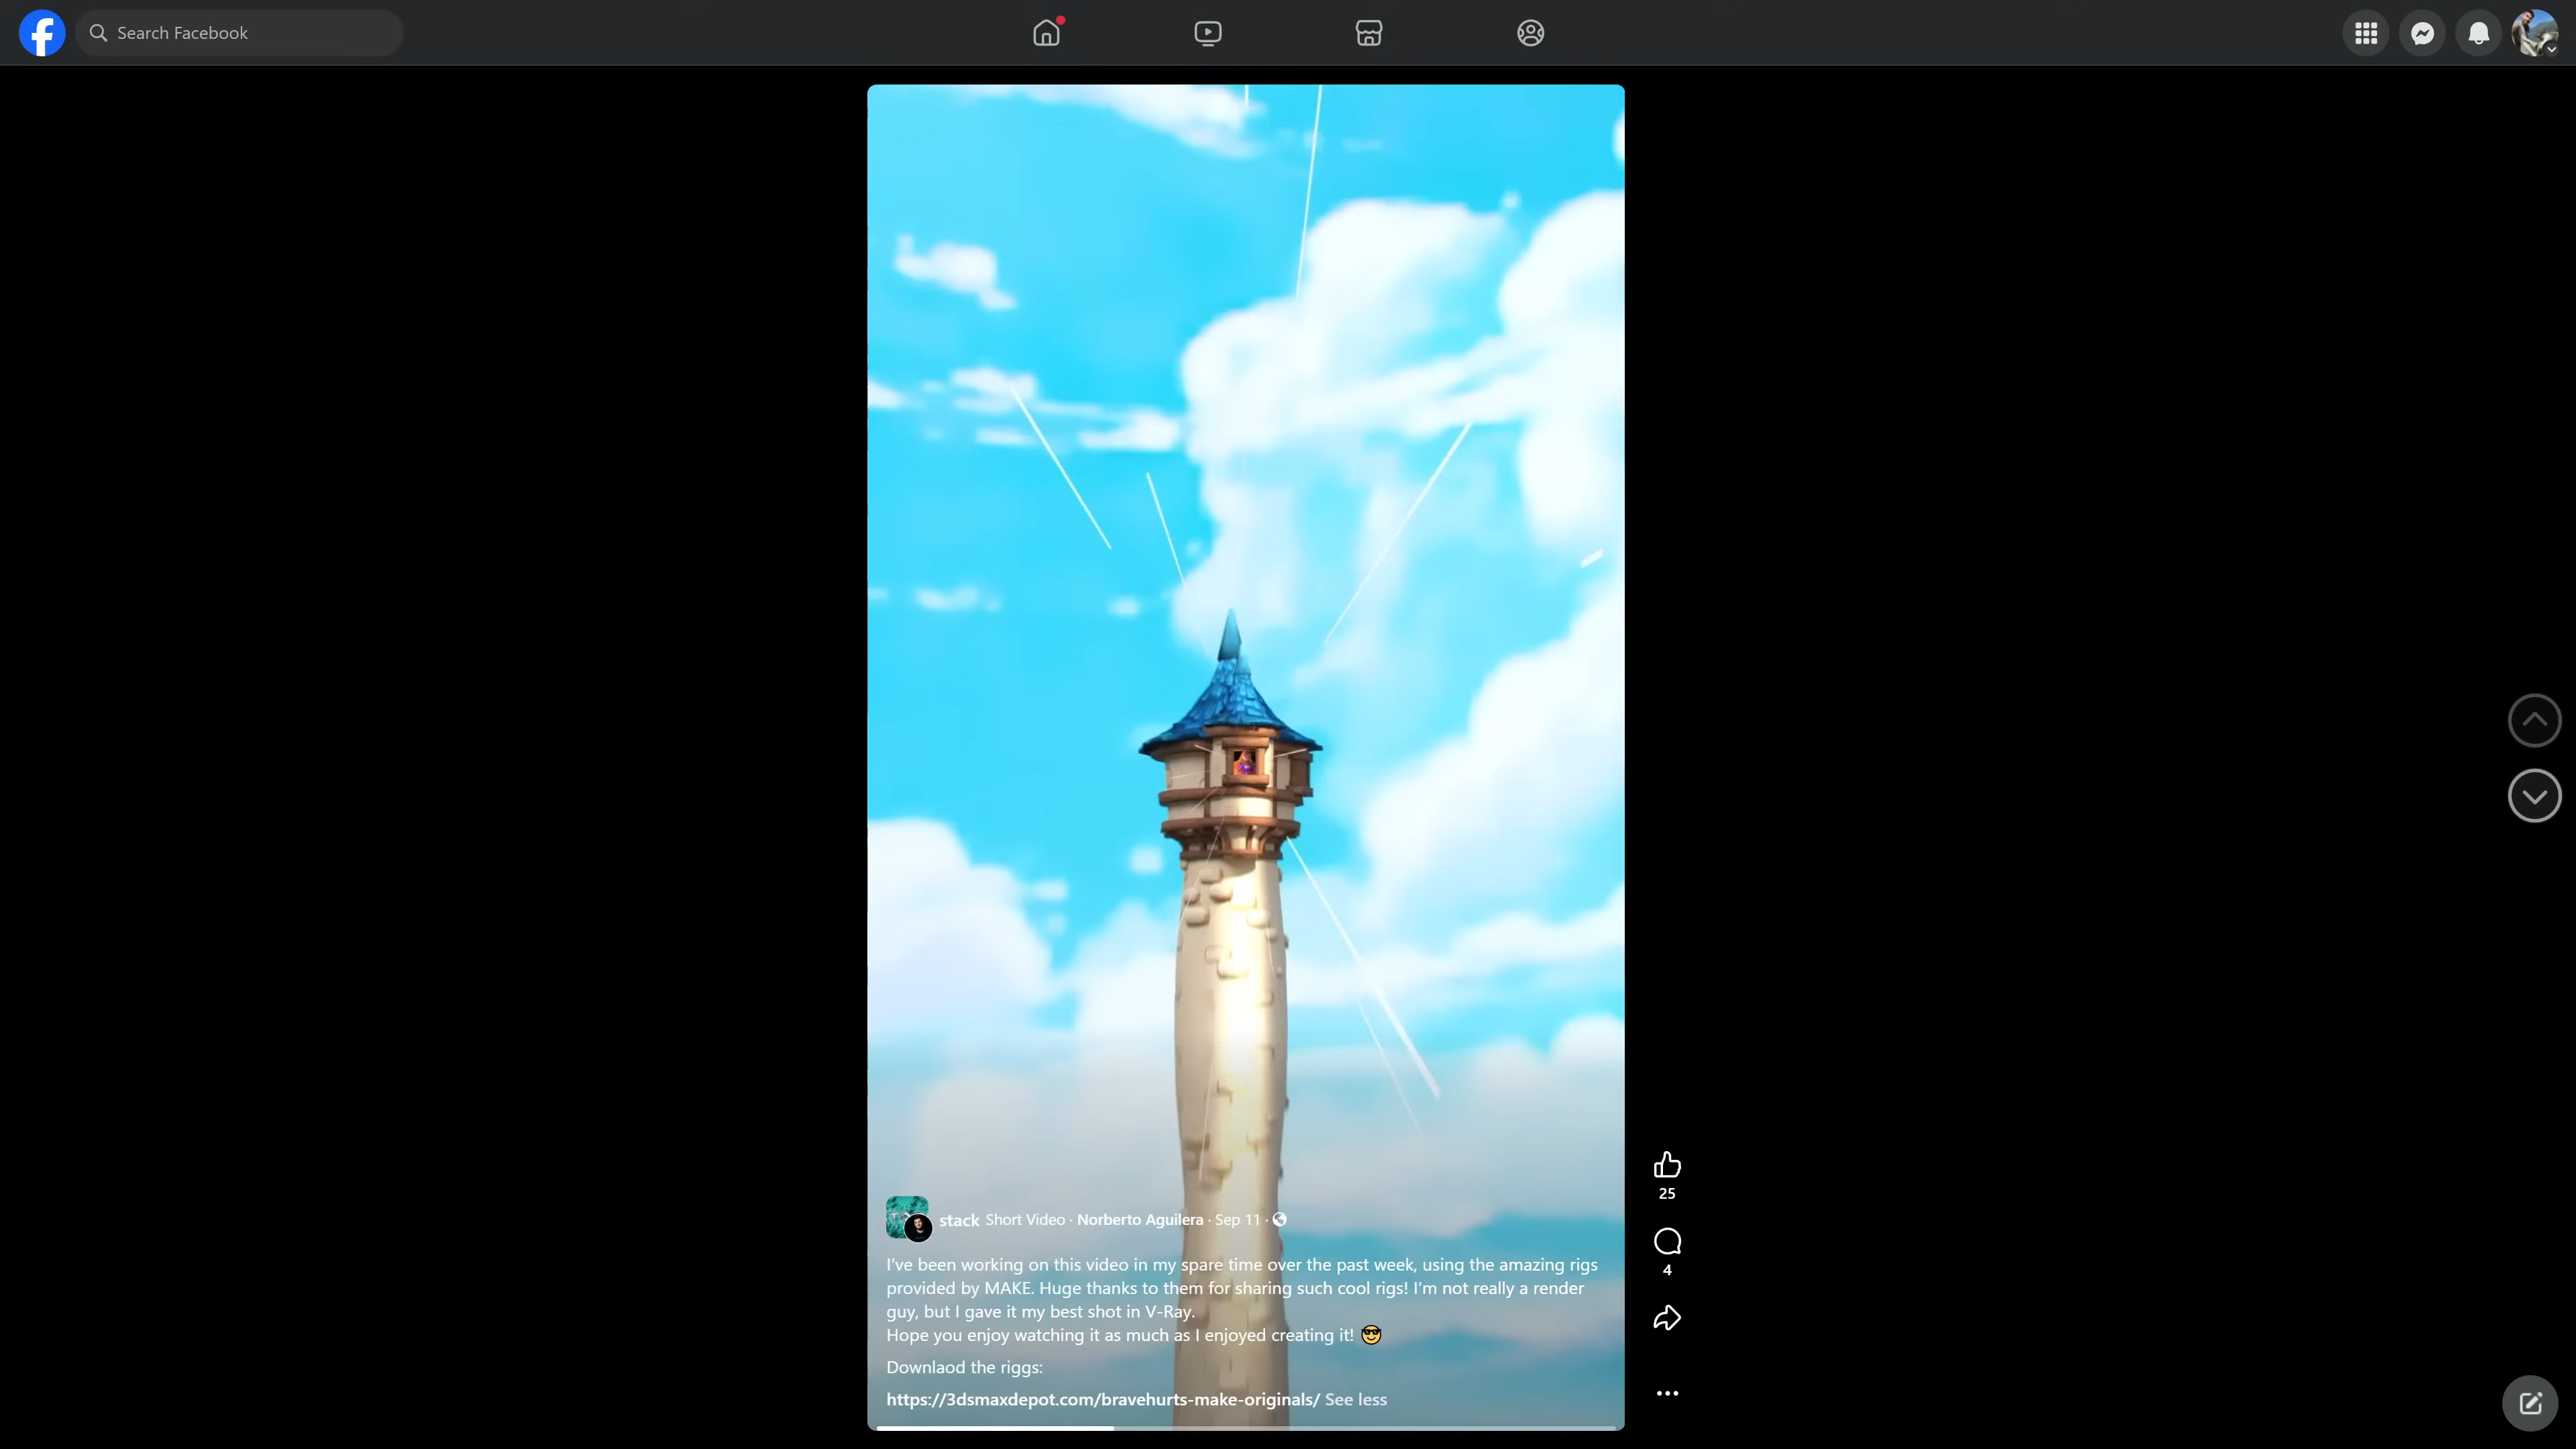 Search Facebook
stack Short Video · Norberto Aguilera · Sep 11 ·
I've been working on this video in my spare time over the past week, using the amazing rigs
provided by MAKE. Huge thanks to them for sharing such cool rigs! I'm not really a render
guy, but I gave it my best shot in V-Ray.
Hope you enjoy watching it as much as I enjoyed creating it! 😎
Downlaod the riggs:
https://3dsmaxdepot.com/bravehurts-make-originals/ See less
25
4